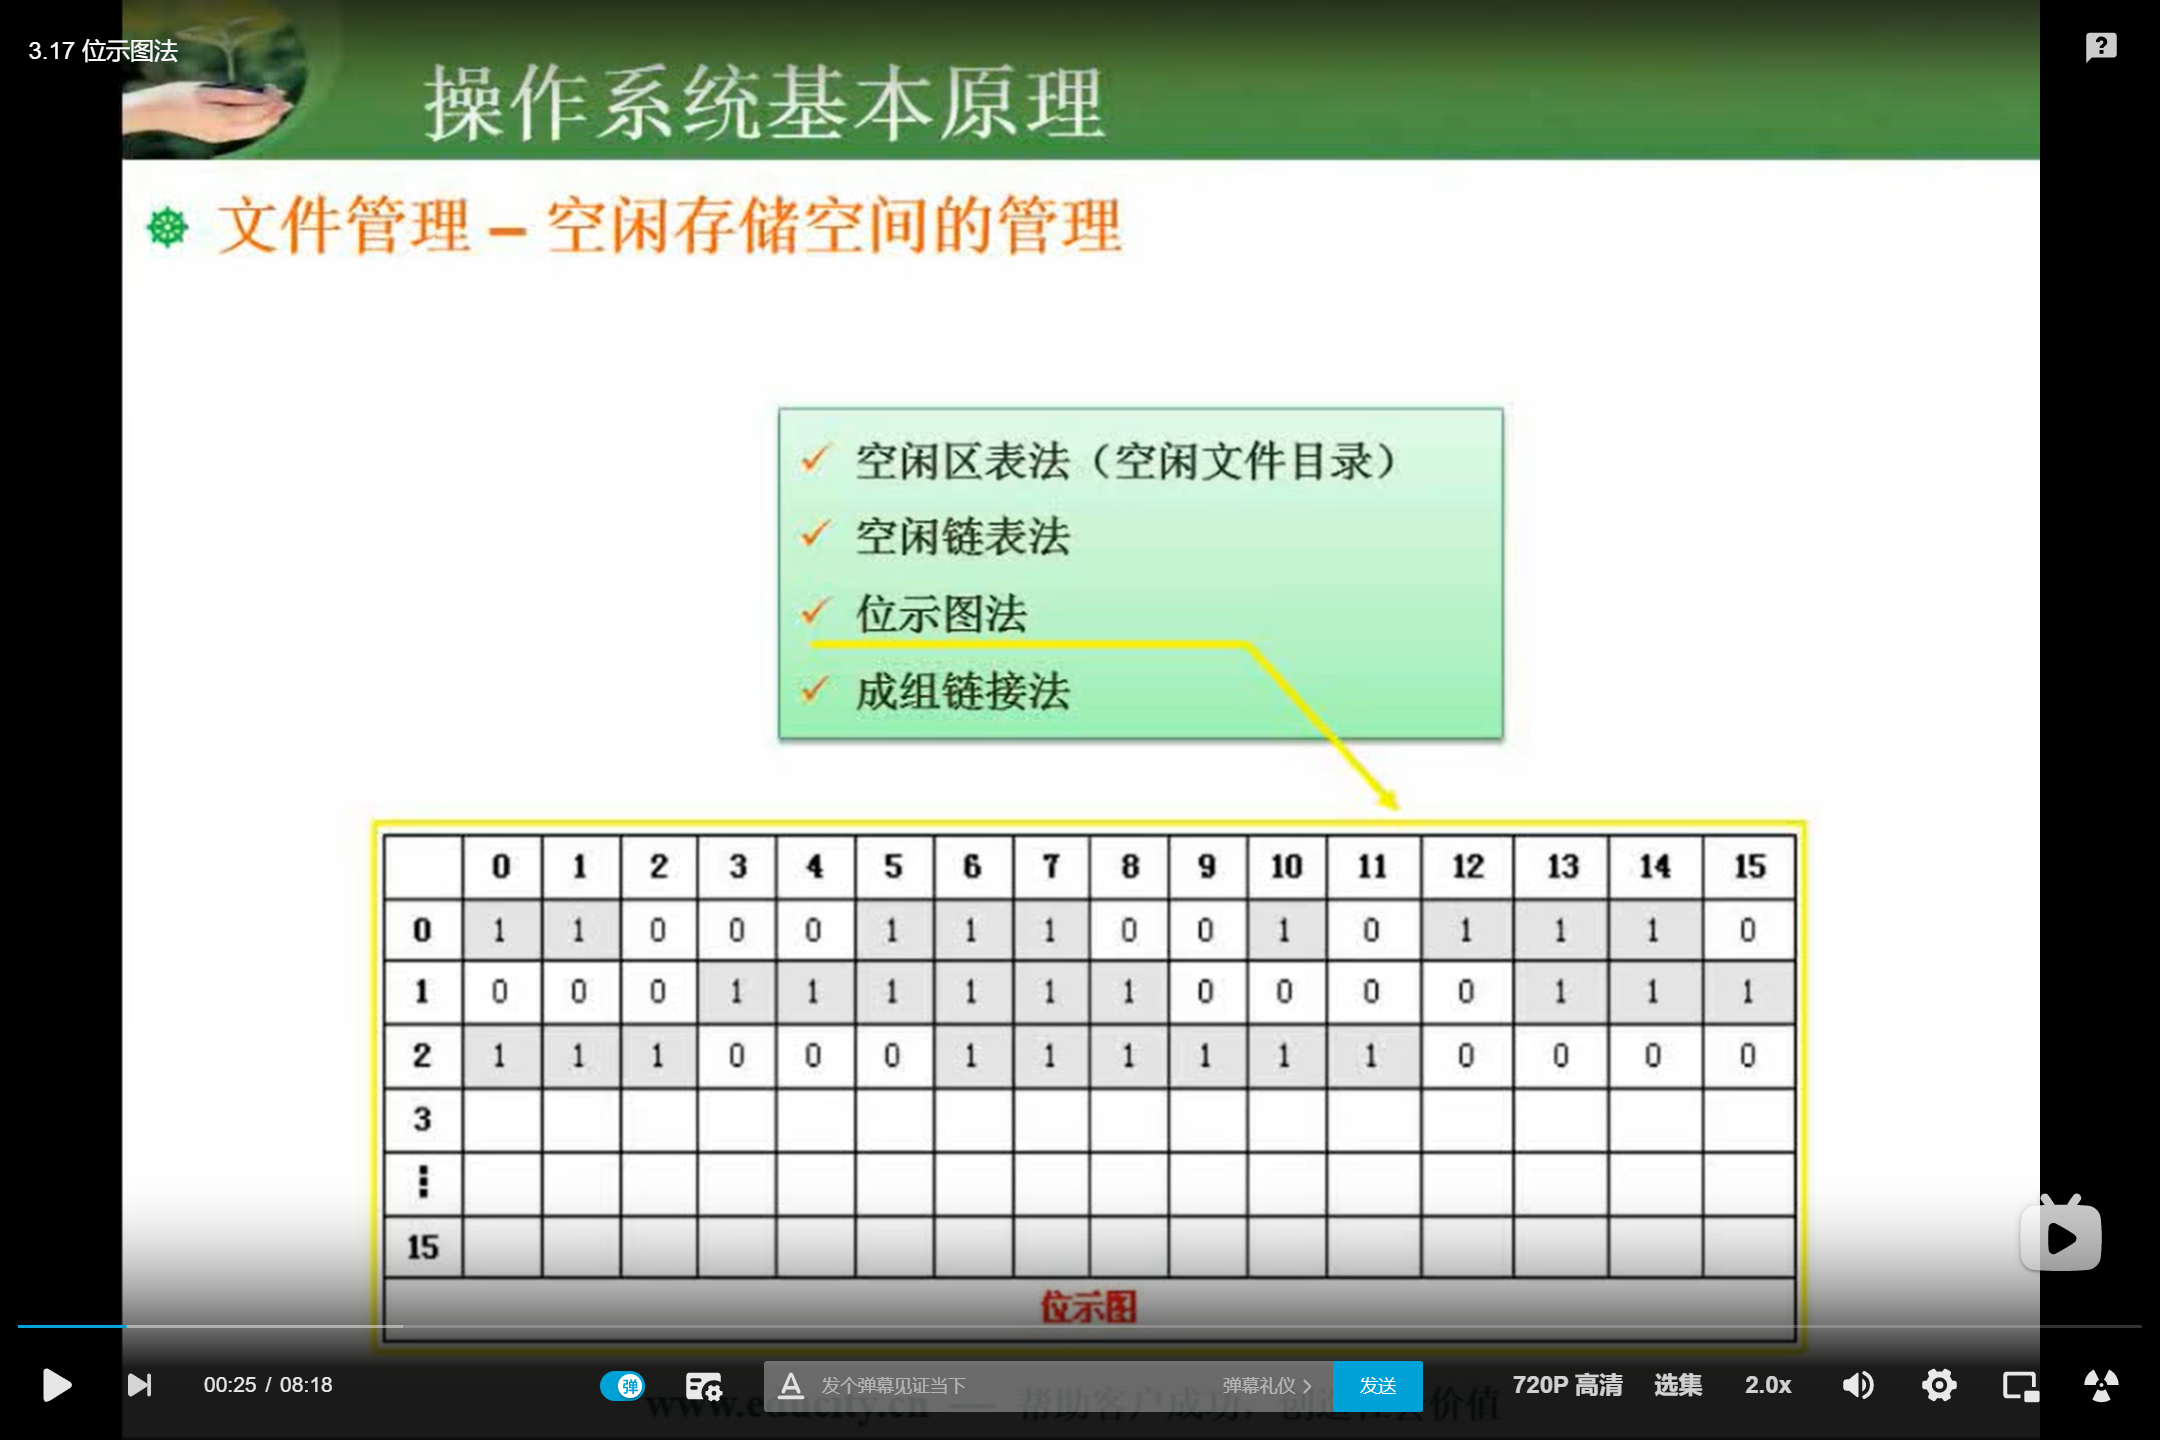 3.17 位示图法
操作系统基本原理
文件管理 – 空闲存储空间的管理
空闲区表法（空闲文件目录）
空闲链表法
位示图法
成组链接法
0 1 2 3 4 5 6 7 8 9 10 11 12 13 14 15
0 1 1 0 0 0 1 1 1 0 0 1 0 1 1 1 0
1 0 0 0 1 1 1 1 1 1 0 0 0 0 1 1 1
2 1 1 1 0 0 0 1 1 1 1 1 1 0 0 0 0
3
⋮
15
位示图
00:25 / 08:18 弹 发个弹幕见证当下 弹幕礼仪 > 发送 720P 高清 选集 2.0x
www.educity.cn — 帮助客户成功，创造社会价值